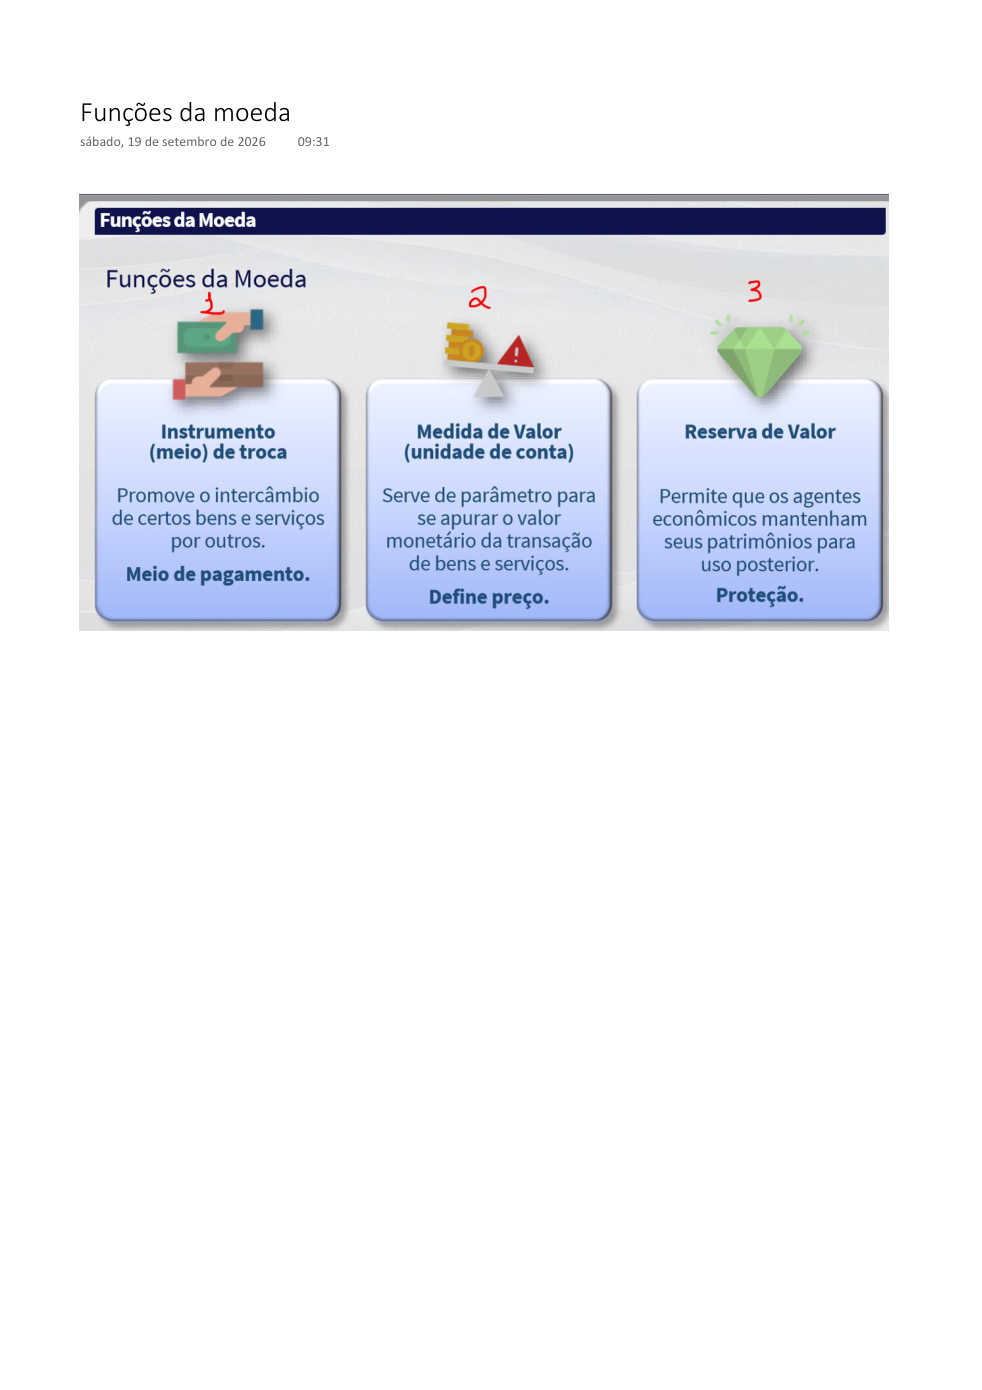 Funções da moeda
sábado, 19 de setembro de 2026 09:31
Funções da Moeda
Funções da Moeda
1
2
3
Instrumento
(meio) de troca
Promove o intercâmbio
de certos bens e serviços
por outros.
Meio de pagamento.
Medida de Valor
(unidade de conta)
Serve de parâmetro para
se apurar o valor
monetário da transação
de bens e serviços.
Define preço.
Reserva de Valor
Permite que os agentes
econômicos mantenham
seus patrimônios para
uso posterior.
Proteção.